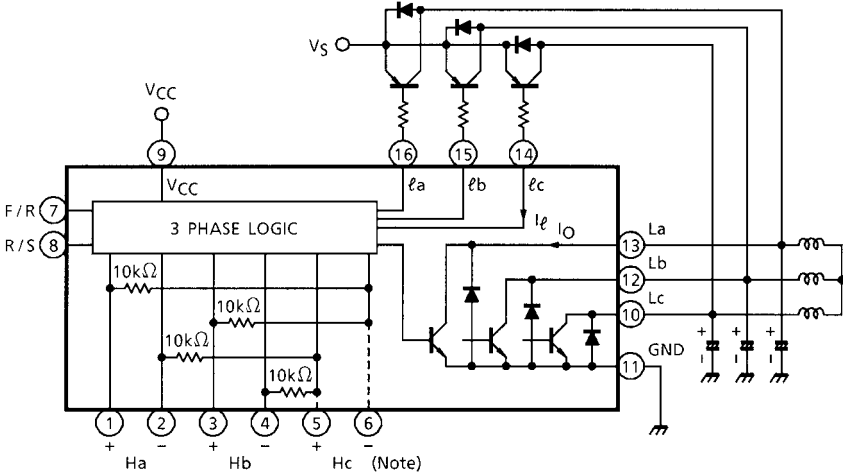 VS
VCC
9
16
15
14
VCC
ℓa
ℓb
ℓc
F/R 7
3 PHASE LOGIC
Iℓ
IO
13 La
R/S 8
10kΩ
12 Lb
10kΩ
10 Lc
10kΩ
GND
11
10kΩ
+ + +
− − −
1 2 3 4 5 6
+ − + − + −
Ha Hb Hc (Note)